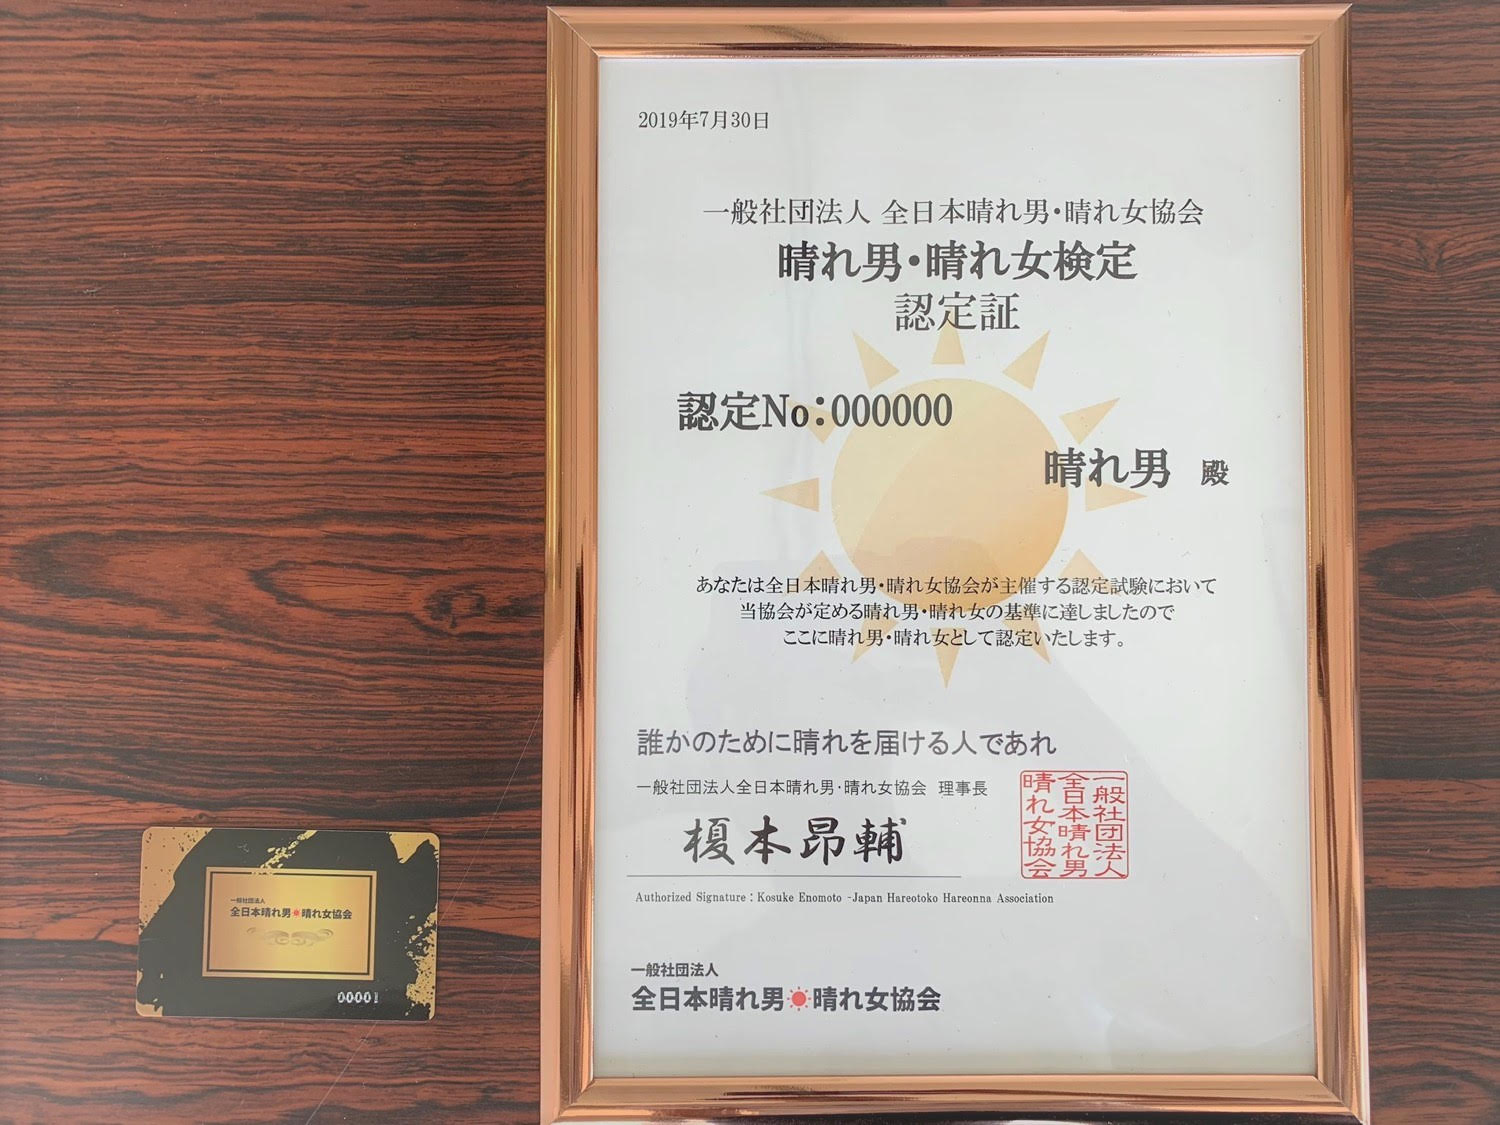 2019年7月30日
一般社団法人 全日本晴れ男・晴れ女協会
晴れ男・晴れ女検定
認定証
認定No：000000
晴れ男 殿
あなたは全日本晴れ男・晴れ女協会が主催する認定試験において
当協会が定める晴れ男・晴れ女の基準に達しましたので
ここに晴れ男・晴れ女として認定いたします。
誰かのために晴れを届ける人であれ
一般社団法人全日本晴れ男・晴れ女協会 理事長
榎本昂輔
一般社団法人
全日本晴れ男
晴れ女協会
Authorized Signature：Kosuke Enomoto -Japan Hareotoko Hareonna Association
一般社団法人
全日本晴れ男☀晴れ女協会
一般社団法人
全日本晴れ男☀晴れ女協会
00001